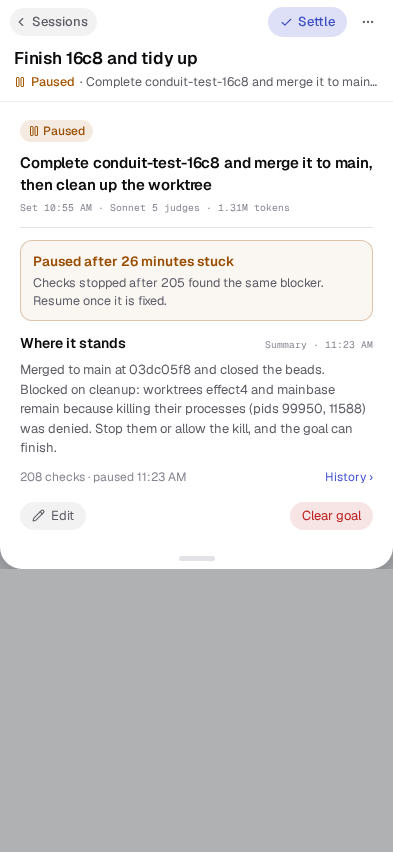 Sessions
Settle
Finish 16c8 and tidy up
Paused · Complete conduit-test-16c8 and merge it to main…
Paused
Complete conduit-test-16c8 and merge it to main,
then clean up the worktree
Set 10:55 AM · Sonnet 5 judges · 1.31M tokens
Paused after 26 minutes stuck
Checks stopped after 205 found the same blocker.
Resume once it is fixed.
Where it stands
Summary · 11:23 AM
Merged to main at 03dc05f8 and closed the beads.
Blocked on cleanup: worktrees effect4 and mainbase
remain because killing their processes (pids 99950, 11588)
was denied. Stop them or allow the kill, and the goal can
finish.
208 checks · paused 11:23 AM
History ›
Edit
Clear goal